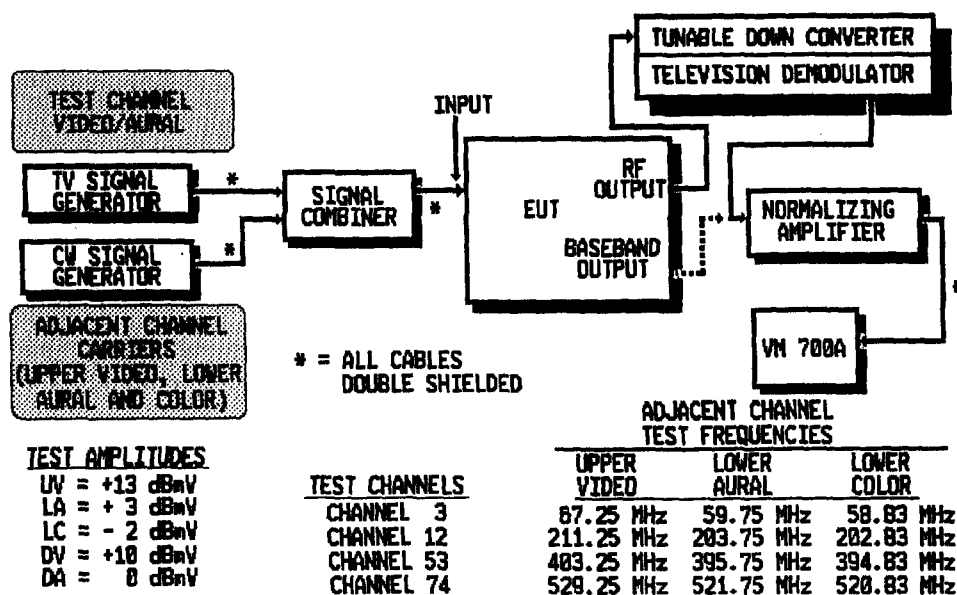 TUNABLE DOWN CONVERTER
TELEVISION DEMODULATOR
TEST CHANNEL
VIDEO/AURAL
INPUT
TV SIGNAL
GENERATOR
*
SIGNAL
COMBINER
*
EUT
RF
OUTPUT
BASEBAND
OUTPUT
NORMALIZING
AMPLIFIER
CW SIGNAL
GENERATOR
*
*
ADJACENT CHANNEL
CARRIERS
(UPPER VIDEO, LOWER
AURAL AND COLOR)
* = ALL CABLES
DOUBLE SHIELDED
VM 700A
TEST AMPLITUDES
UV = +13 dBmV
LA = + 3 dBmV
LC = - 2 dBmV
DV = +10 dBmV
DA = 0 dBmV
TEST CHANNELS
CHANNEL 3
CHANNEL 12
CHANNEL 53
CHANNEL 74
ADJACENT CHANNEL
TEST FREQUENCIES
UPPER VIDEO LOWER AURAL LOWER COLOR
67.25 MHz 59.75 MHz 58.83 MHz
211.25 MHz 203.75 MHz 202.83 MHz
403.25 MHz 395.75 MHz 394.83 MHz
529.25 MHz 521.75 MHz 520.83 MHz